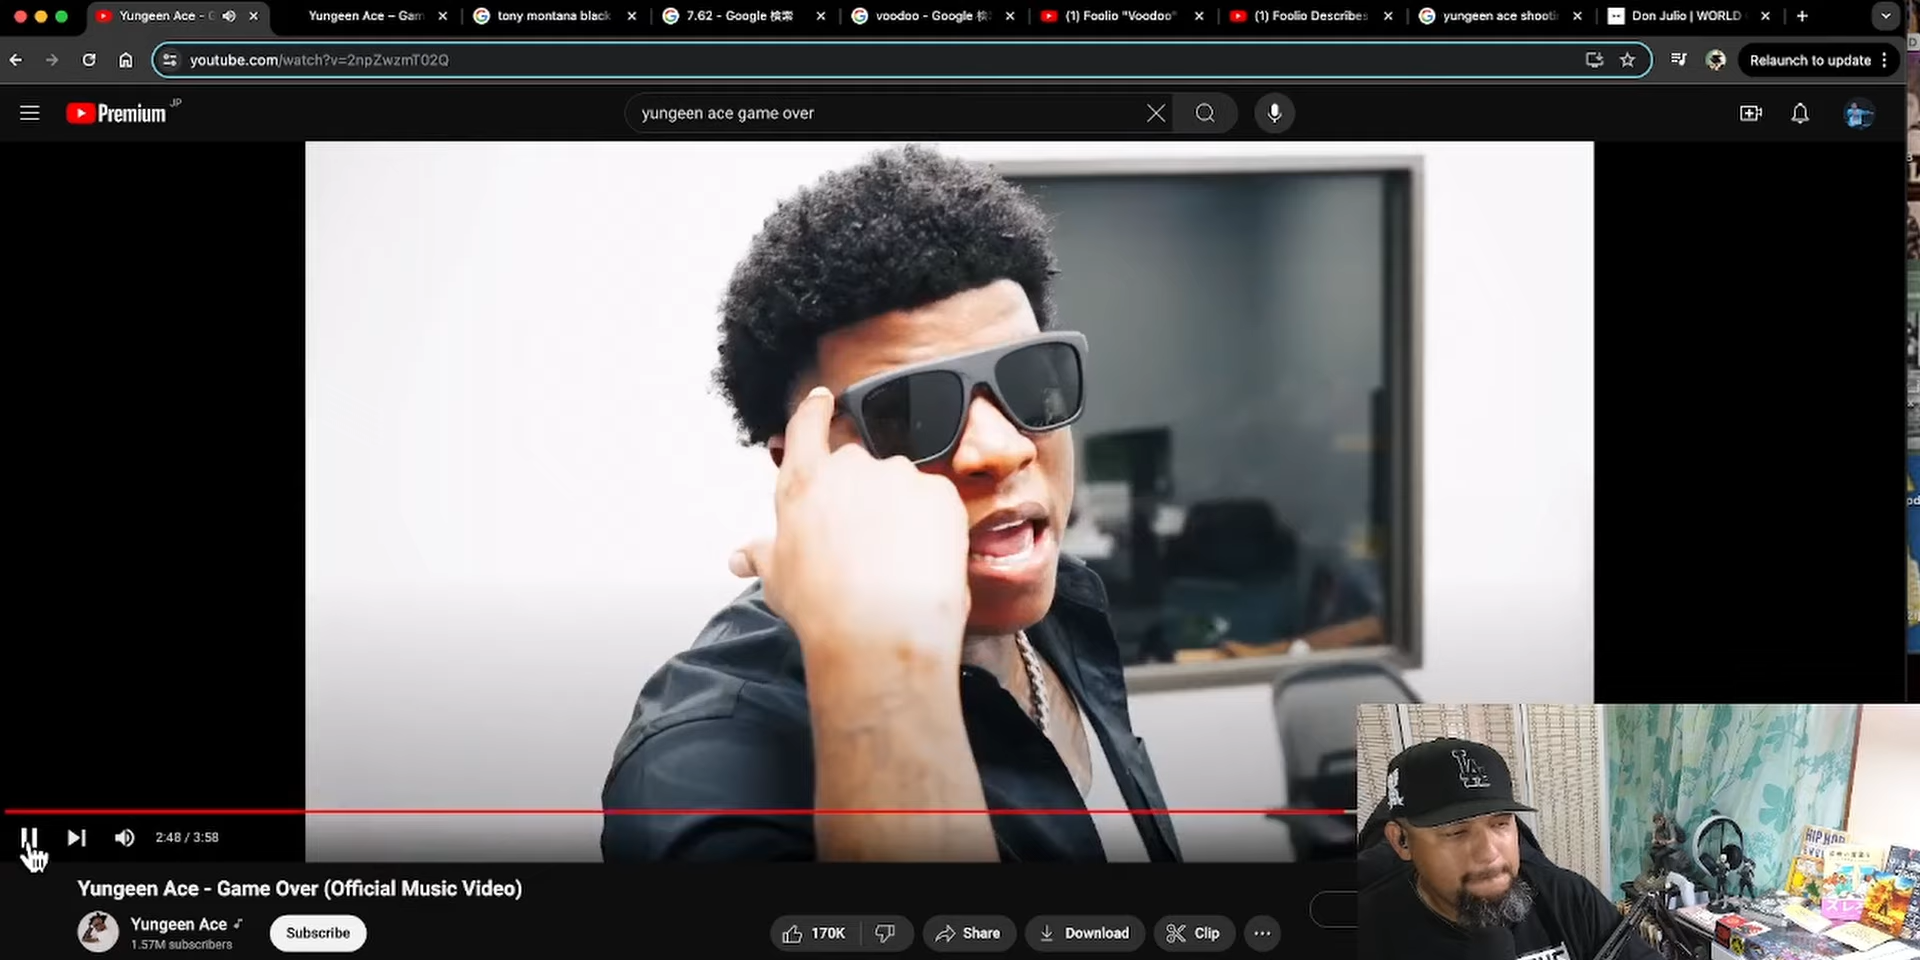 Yungeen Ace - G
Yungeen Ace – Gam
tony montana black
7.62 - Google 検索
voodoo - Google 検
(1) Foolio "Voodoo"
(1) Foolio Describes
yungeen ace shooti
Don Julio | WORLD
youtube.com/watch?v=2npZwzmT02Q
Relaunch to update
Premium JP
yungeen ace game over
2:48 / 3:58
Yungeen Ace - Game Over (Official Music Video)
Yungeen Ace
1.57M subscribers
Subscribe
170K
Share
Download
Clip
LA
HIP HOP